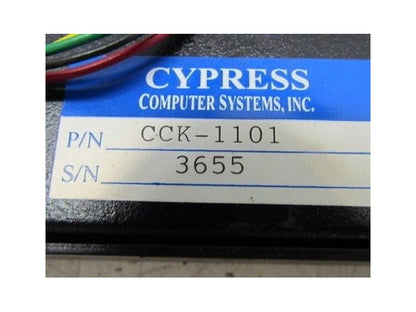 CYPRESS
COMPUTER SYSTEMS, INC.
P/N CCK-1101
S/N 3655